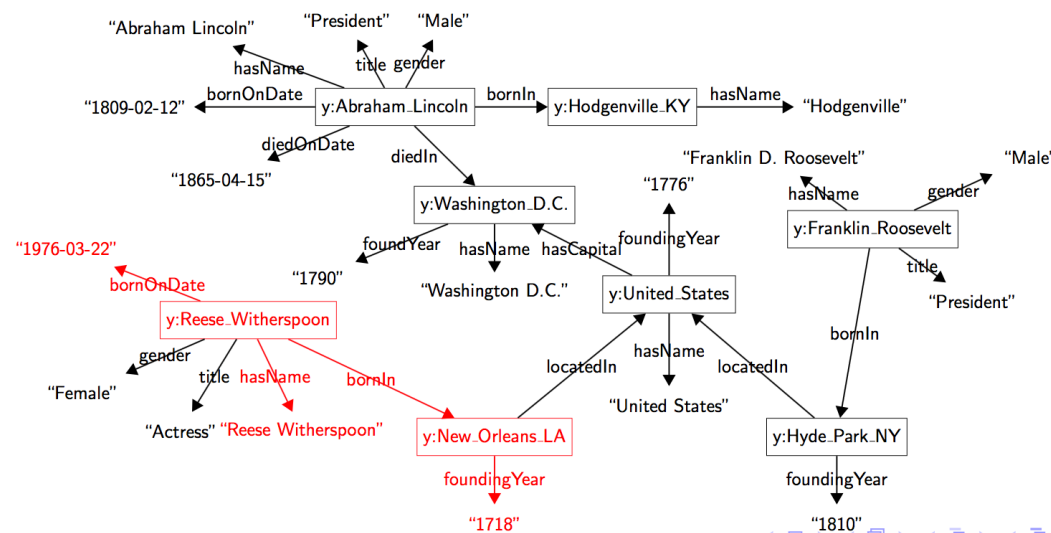 “President” “Male”
“Abraham Lincoln”
hasName title gender
“1809-02-12” bornOnDate y:Abraham_Lincoln bornIn y:Hodgenville_KY hasName “Hodgenville”
diedOnDate diedIn
“1865-04-15”
“Franklin D. Roosevelt” “Male”
“1776” hasName gender
y:Washington_D.C. y:Franklin_Roosevelt
“1976-03-22” foundYear hasName hasCapital foundingYear title
bornOnDate “1790” “Washington D.C.” y:United_States “President”
y:Reese_Witherspoon bornIn
gender title hasName bornIn locatedIn hasName locatedIn
“Female” “United States”
“Actress” “Reese Witherspoon” y:New_Orleans_LA y:Hyde_Park_NY
foundingYear foundingYear
“1718” “1810”